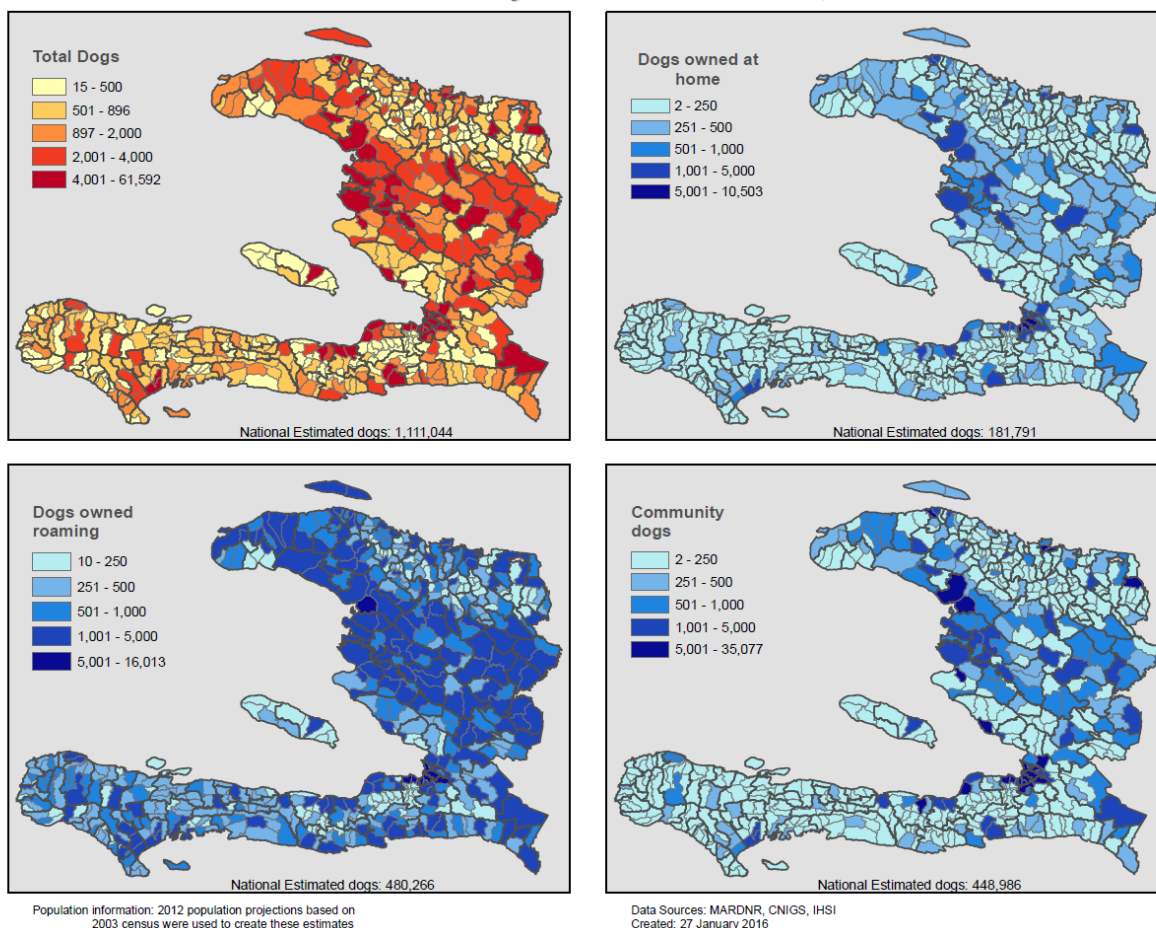 Total Dogs
15 - 500
501 - 896
897 - 2,000
2,001 - 4,000
4,001 - 61,592
National Estimated dogs: 1,111,044
Dogs owned at
home
2 - 250
251 - 500
501 - 1,000
1,001 - 5,000
5,001 - 10,503
National Estimated dogs: 181,791
Dogs owned
roaming
10 - 250
251 - 500
501 - 1,000
1,001 - 5,000
5,001 - 16,013
National Estimated dogs: 480,266
Community
dogs
2 - 250
251 - 500
501 - 1,000
1,001 - 5,000
5,001 - 35,077
National Estimated dogs: 448,986
Population information: 2012 population projections based on
2003 census were used to create these estimates
Data Sources: MARDNR, CNIGS, IHSI
Created: 27 January 2016